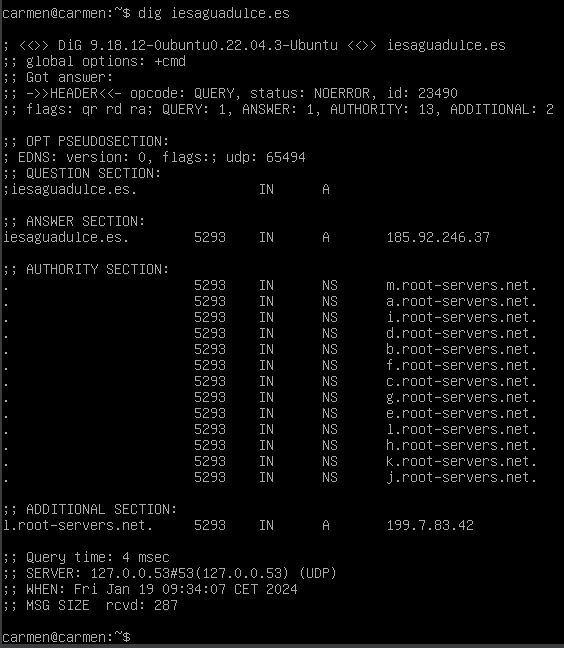 carmen@carmen:~$ dig iesaguadulce.es

; <<>> DiG 9.18.12-0ubuntu0.22.04.3-Ubuntu <<>> iesaguadulce.es
;; global options: +cmd
;; Got answer:
;; ->>HEADER<<- opcode: QUERY, status: NOERROR, id: 23490
;; flags: qr rd ra; QUERY: 1, ANSWER: 1, AUTHORITY: 13, ADDITIONAL: 2

;; OPT PSEUDOSECTION:
; EDNS: version: 0, flags:; udp: 65494
;; QUESTION SECTION:
;iesaguadulce.es.               IN      A

;; ANSWER SECTION:
iesaguadulce.es.        5293    IN      A       185.92.246.37

;; AUTHORITY SECTION:
.                       5293    IN      NS      m.root-servers.net.
.                       5293    IN      NS      a.root-servers.net.
.                       5293    IN      NS      i.root-servers.net.
.                       5293    IN      NS      d.root-servers.net.
.                       5293    IN      NS      b.root-servers.net.
.                       5293    IN      NS      f.root-servers.net.
.                       5293    IN      NS      c.root-servers.net.
.                       5293    IN      NS      g.root-servers.net.
.                       5293    IN      NS      e.root-servers.net.
.                       5293    IN      NS      l.root-servers.net.
.                       5293    IN      NS      h.root-servers.net.
.                       5293    IN      NS      k.root-servers.net.
.                       5293    IN      NS      j.root-servers.net.

;; ADDITIONAL SECTION:
l.root-servers.net.     5293    IN      A       199.7.83.42

;; Query time: 4 msec
;; SERVER: 127.0.0.53#53(127.0.0.53) (UDP)
;; WHEN: Fri Jan 19 09:34:07 CET 2024
;; MSG SIZE  rcvd: 287

carmen@carmen:~$